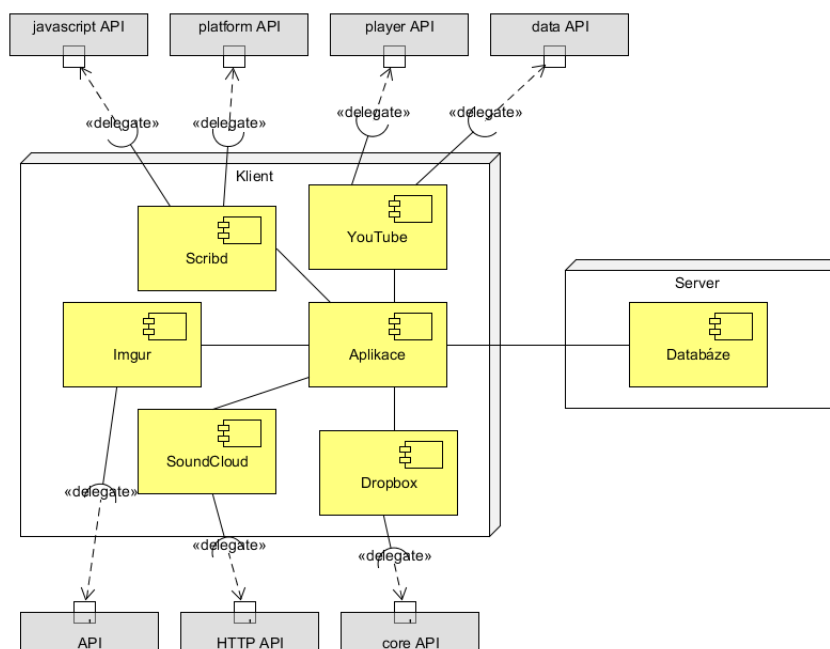 javascript API
platform API
player API
data API
«delegate»
«delegate»
«delegate»
«delegate»
Klient
Scribd
YouTube
Server
Imgur
Aplikace
Databáze
SoundCloud
Dropbox
«delegate»
«delegate»
«delegate»
API
HTTP API
core API